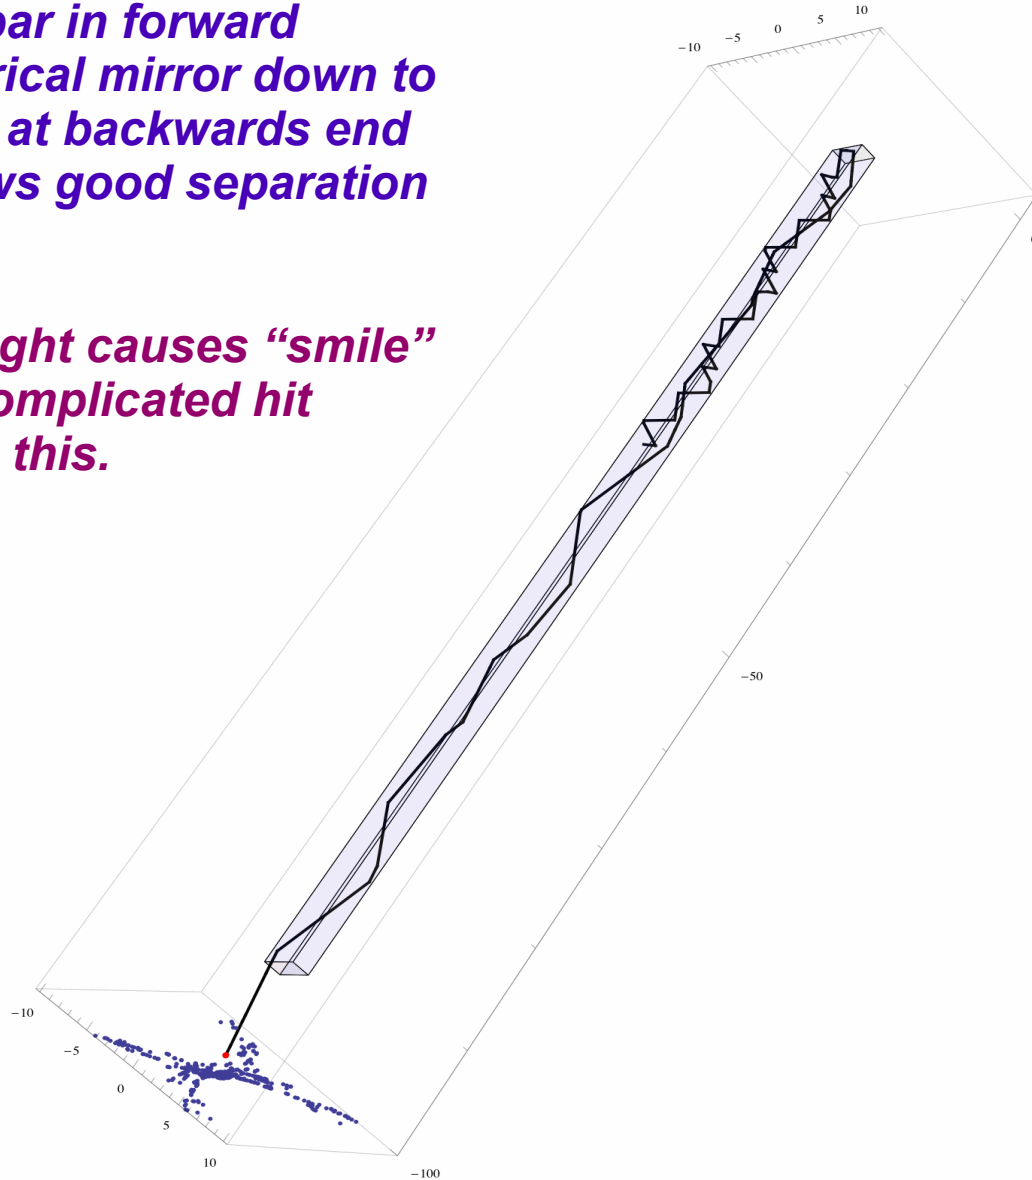 bar in forward
rical mirror down to
at backwards end
ws good separation
ght causes “smile”
omplicated hit
this.
−10
−5
0
5
10
−50
−10
−5
0
5
10
−100